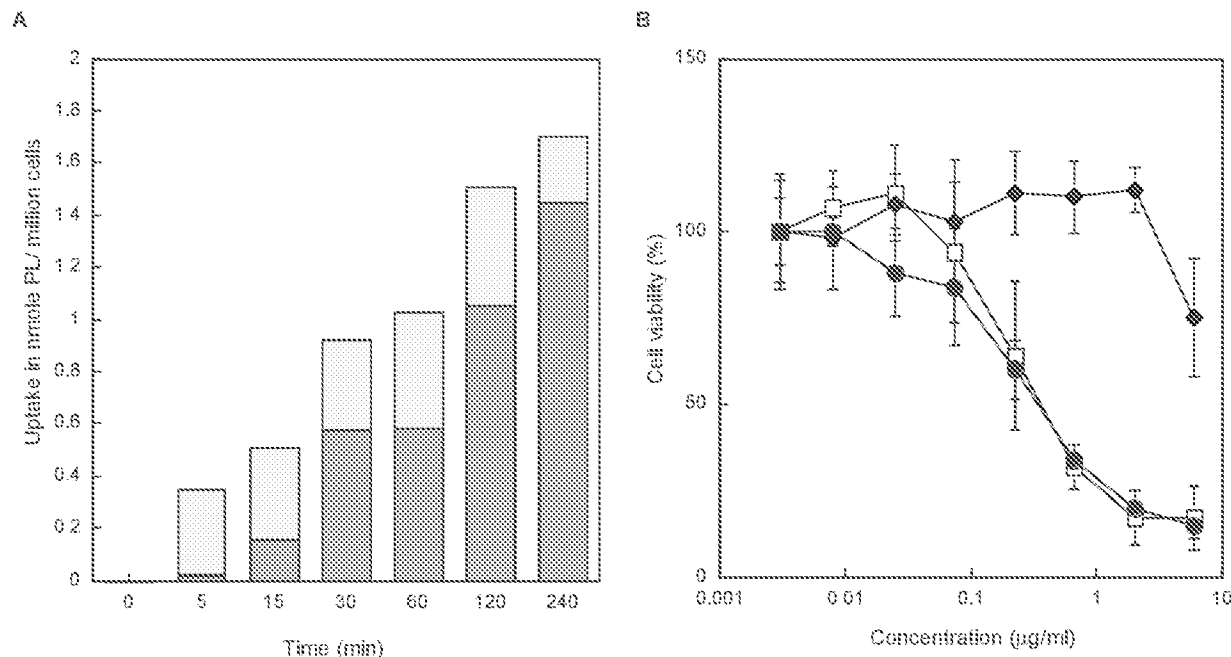 A
Uptake in nmole PL/ million cells
2
1.8
1.6
1.4
1.2
1
0.8
0.6
0.4
0 2
0
0 5 15 30 60 120 240
Time (min)
B
Cell viability (%)
150
100
50
0
0.001 0 01 0.1 1 10
Concentration (µg/ml)